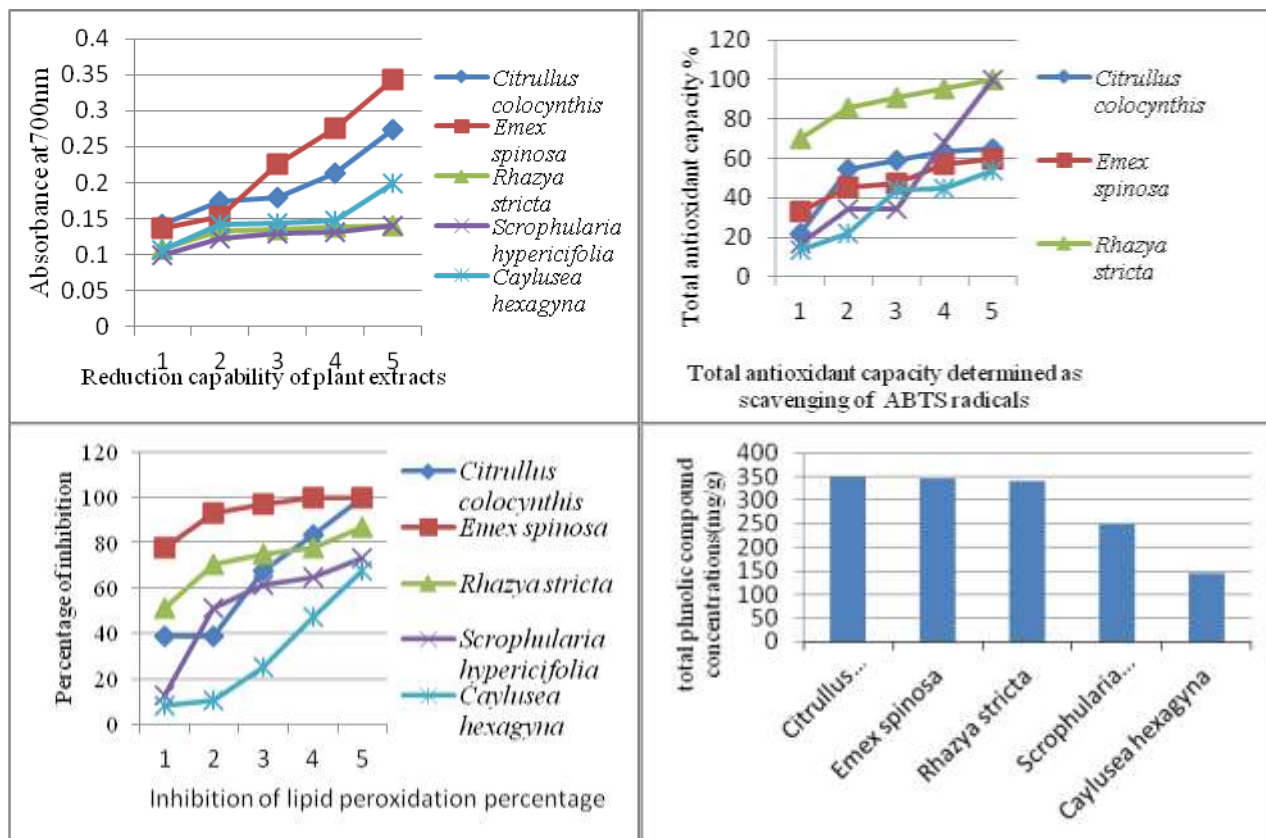 0.4
0.35
0.3
0.25
0.2
0.15
0.1
0.05
0
Absorbance at 700nm
1 2 3 4 5
Reduction capability of plant extracts
Citrullus
colocynthis
Emex
spinosa
Rhazya
stricta
Scrophularia
hypericifolia
Caylusea
hexagyna
120
100
80
60
40
20
0
Total antioxidant capacity %
1 2 3 4 5
Total antioxidant capacity determined as
scavenging of ABTS radicals
Citrullus
colocynthis
Emex
spinosa
Rhazya
stricta
120
100
80
60
40
20
0
Percentage of inhibition
1 2 3 4 5
Inhibition of lipid peroxidation percentage
Citrullus
colocynthis
Emex spinosa
Rhazya stricta
Scrophularia
hypericifolia
Caylusea
hexagyna
400
350
300
250
200
150
100
50
0
total phnolic compound
concentrations(mg/g)
Citrullus...
Emex spinosa
Rhazya stricta
Scrophularia...
Caylusea hexagyna